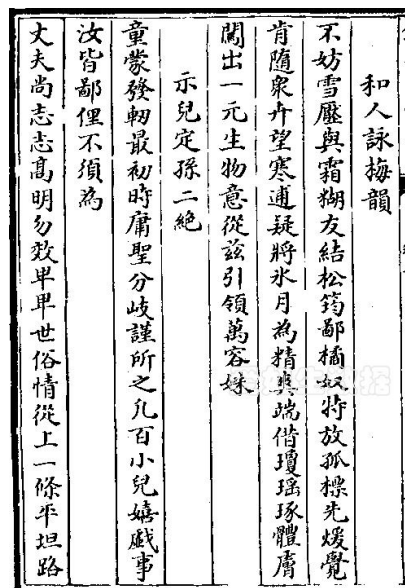 和人詠梅韻
不妨雪壓與霜糊友結松筠鄙橘奴特放孤標先煖覺
肯隨衆卉望寒逋疑將氷月為精爽端借瓊瑶琢體膚
闖出一元生物意從兹引領萬容姝
示兒定孫二絶
童蒙發軔最初時庸聖分岐謹所之凡百小兒嬉戯事
汝皆鄙俚不須為
丈夫尚志志髙明勿效卑卑世俗情從上一條平坦路